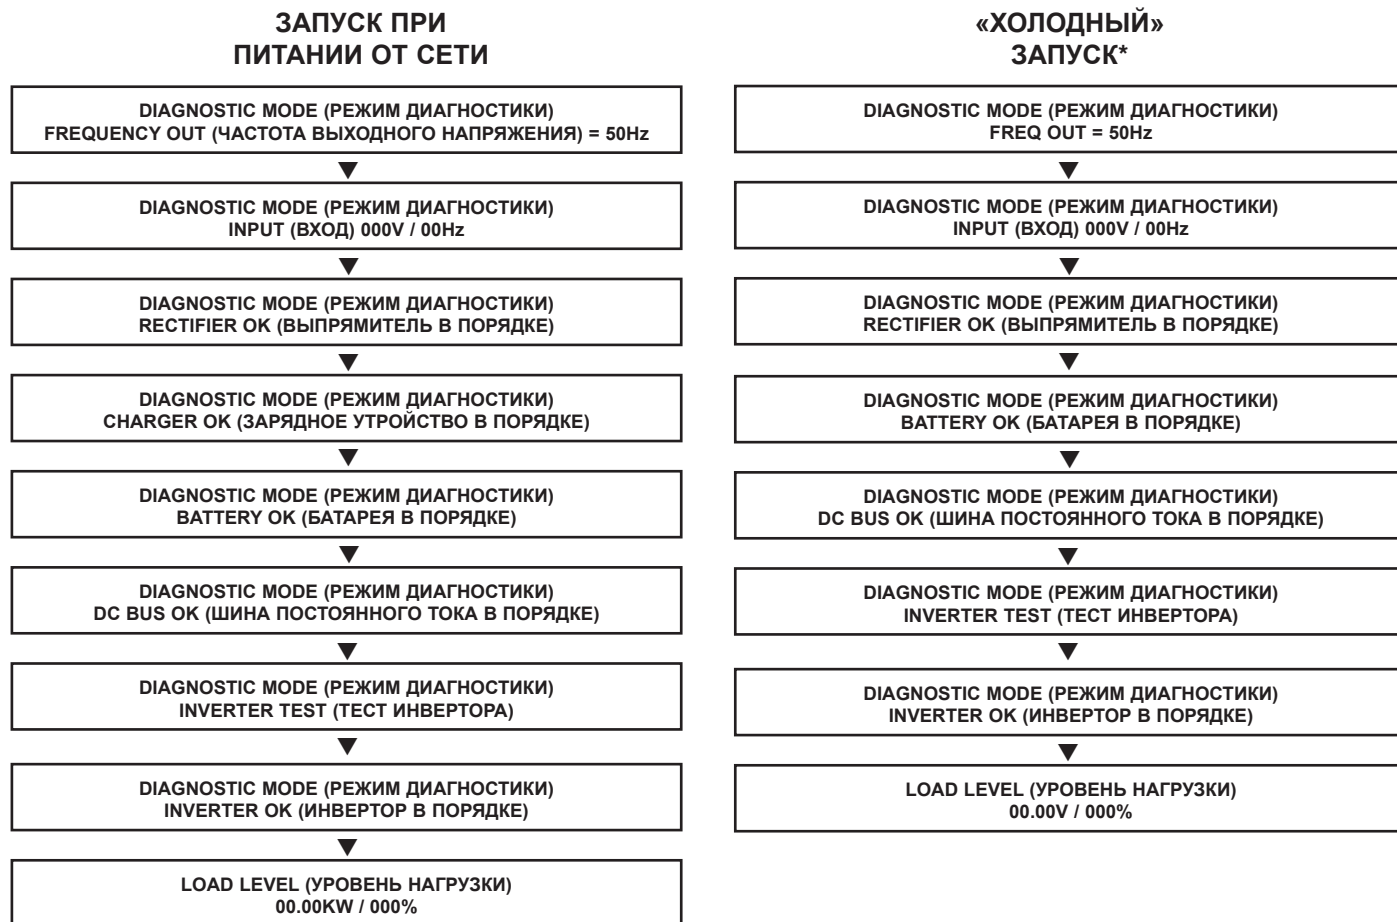 ЗАПУСК ПРИ
ПИТАНИИ ОТ СЕТИ
DIAGNOSTIC MODE (РЕЖИМ ДИАГНОСТИКИ)
FREQUENCY OUT (ЧАСТОТА ВЫХОДНОГО НАПРЯЖЕНИЯ) = 50Hz
DIAGNOSTIC MODE (РЕЖИМ ДИАГНОСТИКИ)
INPUT (ВХОД) 000V / 00Hz
DIAGNOSTIC MODE (РЕЖИМ ДИАГНОСТИКИ)
RECTIFIER OK (ВЫПРЯМИТЕЛЬ В ПОРЯДКЕ)
DIAGNOSTIC MODE (РЕЖИМ ДИАГНОСТИКИ)
CHARGER OK (ЗАРЯДНОЕ УТРОЙСТВО В ПОРЯДКЕ)
DIAGNOSTIC MODE (РЕЖИМ ДИАГНОСТИКИ)
BATTERY OK (БАТАРЕЯ В ПОРЯДКЕ)
DIAGNOSTIC MODE (РЕЖИМ ДИАГНОСТИКИ)
DC BUS OK (ШИНА ПОСТОЯННОГО ТОКА В ПОРЯДКЕ)
DIAGNOSTIC MODE (РЕЖИМ ДИАГНОСТИКИ)
INVERTER TEST (ТЕСТ ИНВЕРТОРА)
DIAGNOSTIC MODE (РЕЖИМ ДИАГНОСТИКИ)
INVERTER OK (ИНВЕРТОР В ПОРЯДКЕ)
LOAD LEVEL (УРОВЕНЬ НАГРУЗКИ)
00.00KW / 000%
«ХОЛОДНЫЙ»
ЗАПУСК*
DIAGNOSTIC MODE (РЕЖИМ ДИАГНОСТИКИ)
FREQ OUT = 50Hz
DIAGNOSTIC MODE (РЕЖИМ ДИАГНОСТИКИ)
INPUT (ВХОД) 000V / 00Hz
DIAGNOSTIC MODE (РЕЖИМ ДИАГНОСТИКИ)
RECTIFIER OK (ВЫПРЯМИТЕЛЬ В ПОРЯДКЕ)
DIAGNOSTIC MODE (РЕЖИМ ДИАГНОСТИКИ)
BATTERY OK (БАТАРЕЯ В ПОРЯДКЕ)
DIAGNOSTIC MODE (РЕЖИМ ДИАГНОСТИКИ)
DC BUS OK (ШИНА ПОСТОЯННОГО ТОКА В ПОРЯДКЕ)
DIAGNOSTIC MODE (РЕЖИМ ДИАГНОСТИКИ)
INVERTER TEST (ТЕСТ ИНВЕРТОРА)
DIAGNOSTIC MODE (РЕЖИМ ДИАГНОСТИКИ)
INVERTER OK (ИНВЕРТОР В ПОРЯДКЕ)
LOAD LEVEL (УРОВЕНЬ НАГРУЗКИ)
00.00V / 000%